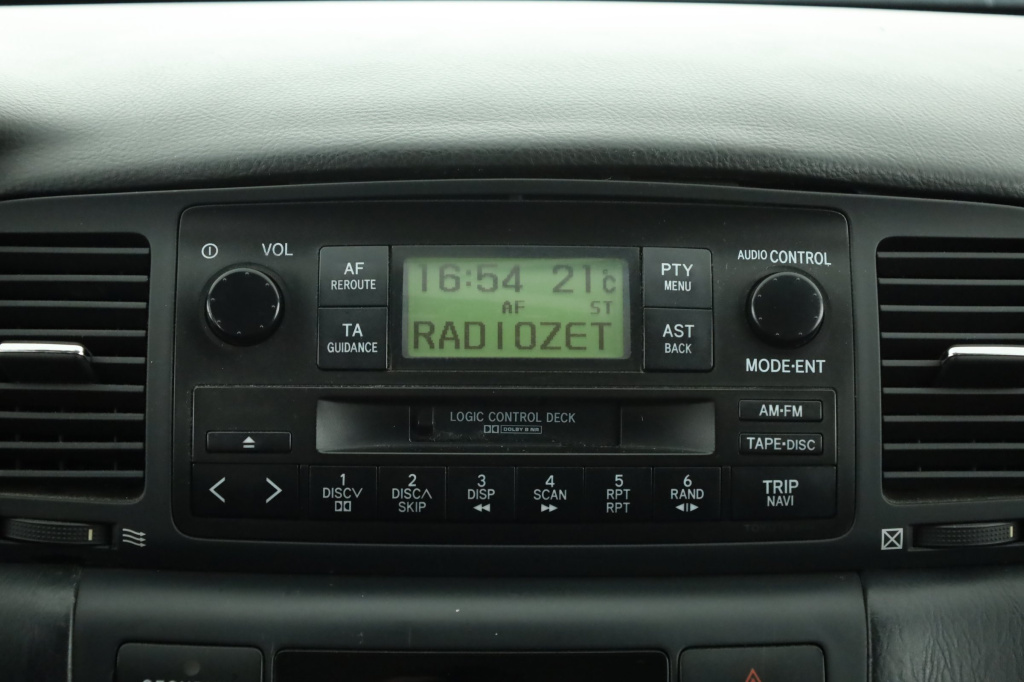 VOL
AF
REROUTE
TA
GUIDANCE
16:54 21°C
AF ST
RADIOZET
PTY
MENU
AST
BACK
AUDIO CONTROL
MODE•ENT
LOGIC CONTROL DECK
DOLBY B NR
AM•FM
TAPE•DISC
1
DISC∨
2
DISC∧
SKIP
3
DISP
4
SCAN
5
RPT
RPT
6
RAND
TRIP
NAVI